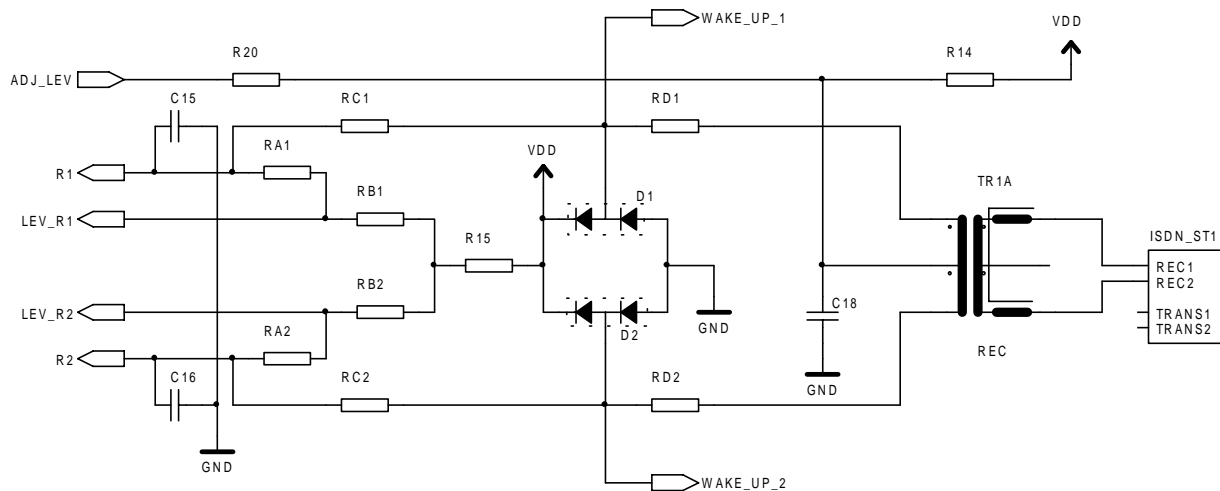 WAKE_UP_1
VDD
R20
R14
ADJ_LEV
C15
RC1
RD1
R1
RA1
VDD
TR1A
LEV_R1
RB1
D1
R15
ISDN_ST1
REC1
REC2
RB2
LEV_R2
C18
TRANS1
TRANS2
GND
D2
RA2
R2
REC
C16
RC2
RD2
GND
GND
WAKE_UP_2